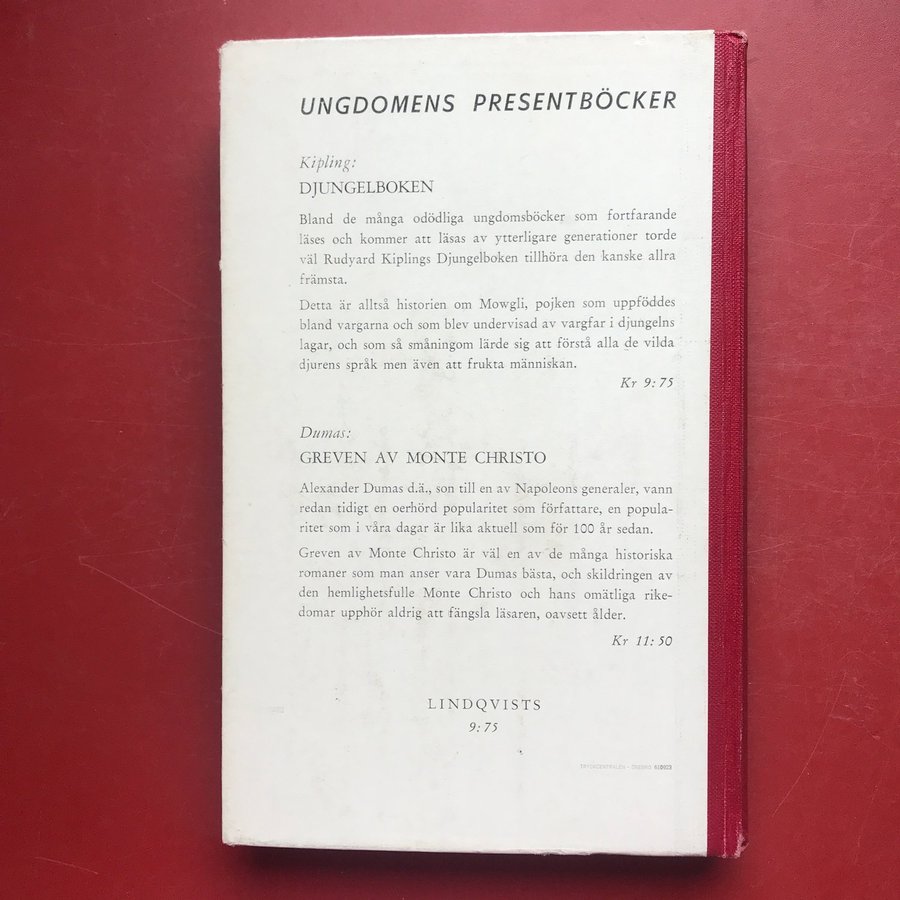 UNGDOMENS PRESENTBÖCKER
Kipling:
DJUNGELBOKEN
Bland de många odödliga ungdomsböcker som fortfarande
läses och kommer att läsas av ytterligare generationer torde
väl Rudyard Kiplings Djungelboken tillhöra den kanske allra
främsta.
Detta är alltså historien om Mowgli, pojken som uppföddes
bland vargarna och som blev undervisad av vargfar i djungelns
lagar, och som så småningom lärde sig att förstå alla de vilda
djurens språk men även att frukta människan.
Kr 9:75
Dumas:
GREVEN AV MONTE CHRISTO
Alexander Dumas d.ä., son till en av Napoleons generaler, vann
redan tidigt en oerhörd popularitet som författare, en popula-
ritet som i våra dagar är lika aktuell som för 100 år sedan.
Greven av Monte Christo är väl en av de många historiska
romaner som man anser vara Dumas bästa, och skildringen av
den hemlighetsfulle Monte Christo och hans omätliga rike-
domar upphör aldrig att fängsla läsaren, oavsett ålder.
Kr 11:50
LINDQVISTS
9:75
TRYCKCENTRALEN - ÖREBRO